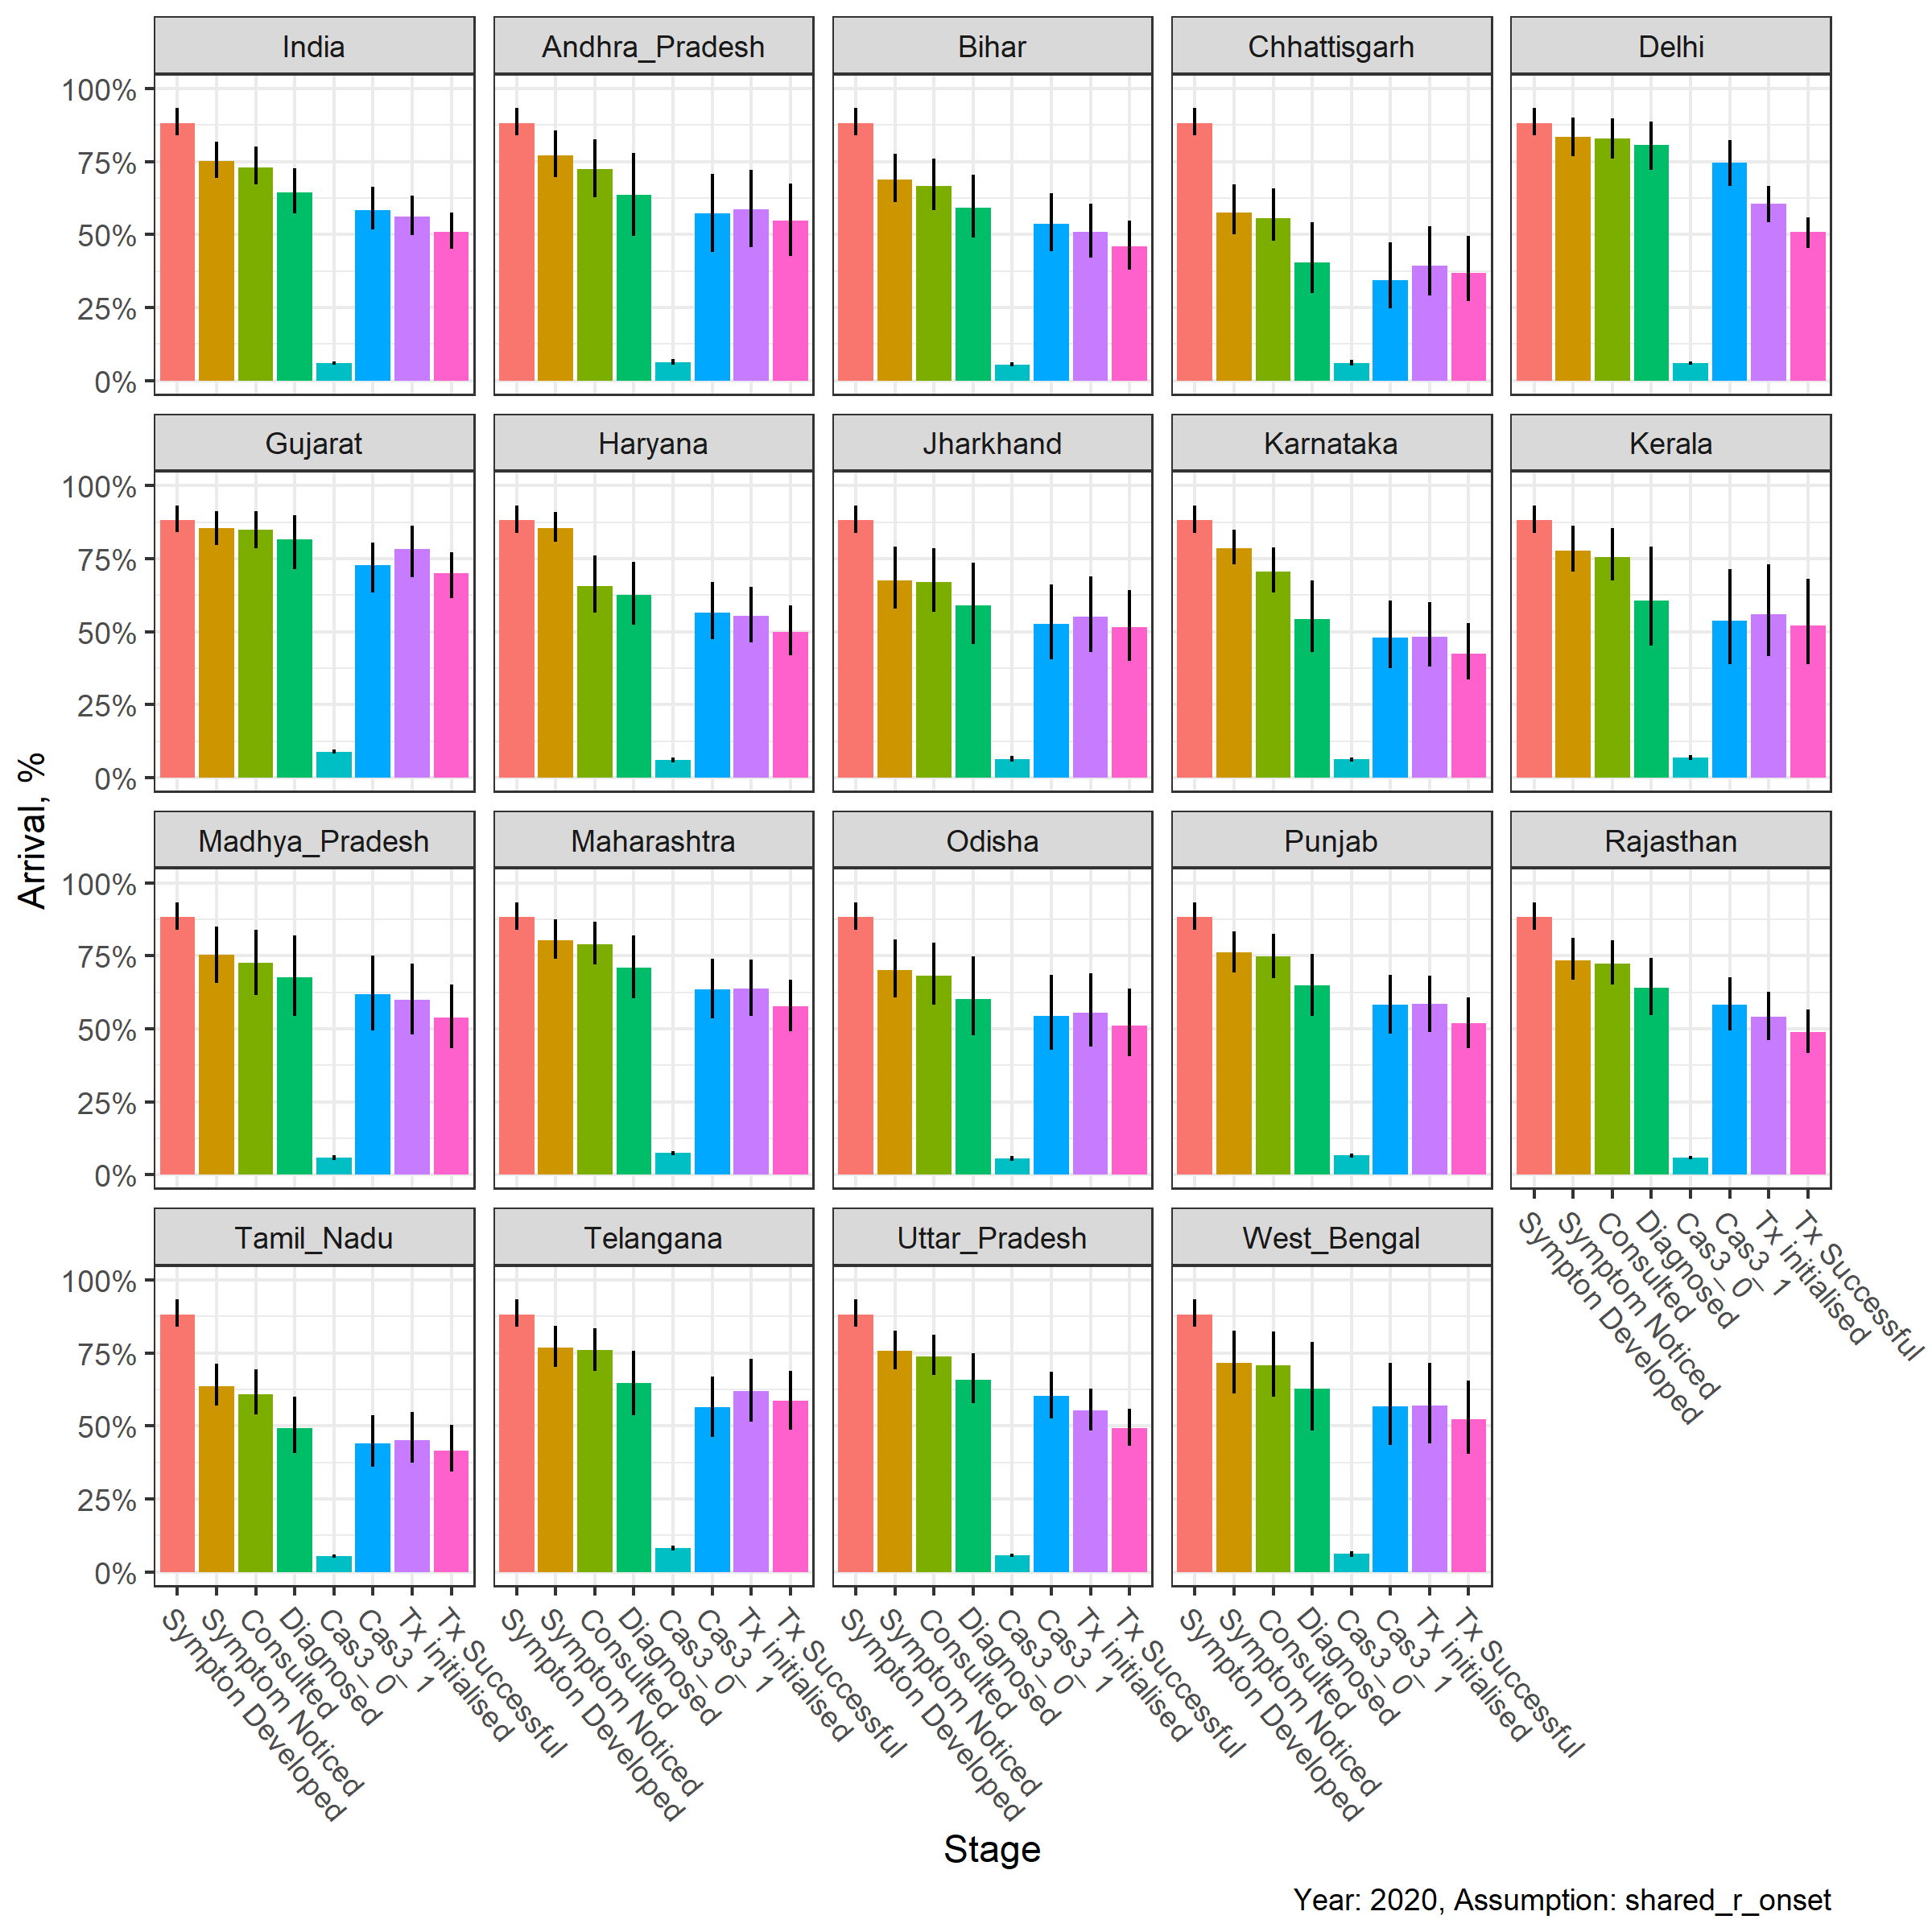 India Andhra_Pradesh Bihar Chhattisgarh Delhi
100%
75%
50%
25%
0%
Gujarat Haryana Jharkhand Karnataka Kerala
100%
75%
50%
25%
0%
Arrival, %
Madhya_Pradesh Maharashtra Odisha Punjab Rajasthan
100%
75%
50%
25%
0%
Sympton Developed
Symptom Noticed
Consulted
Diagnosed
Cas3_0
Cas3_1
Tx initialised
Tx Successful
Tamil_Nadu Telangana Uttar_Pradesh West_Bengal
100%
75%
50%
25%
0%
Sympton Developed
Symptom Noticed
Consulted
Diagnosed
Cas3_0
Cas3_1
Tx initialised
Tx Successful
Sympton Developed
Symptom Noticed
Consulted
Diagnosed
Cas3_0
Cas3_1
Tx initialised
Tx Successful
Sympton Developed
Symptom Noticed
Consulted
Diagnosed
Cas3_0
Cas3_1
Tx initialised
Tx Successful
Sympton Developed
Symptom Noticed
Consulted
Diagnosed
Cas3_0
Cas3_1
Tx initialised
Tx Successful
Stage
Year: 2020, Assumption: shared_r_onset